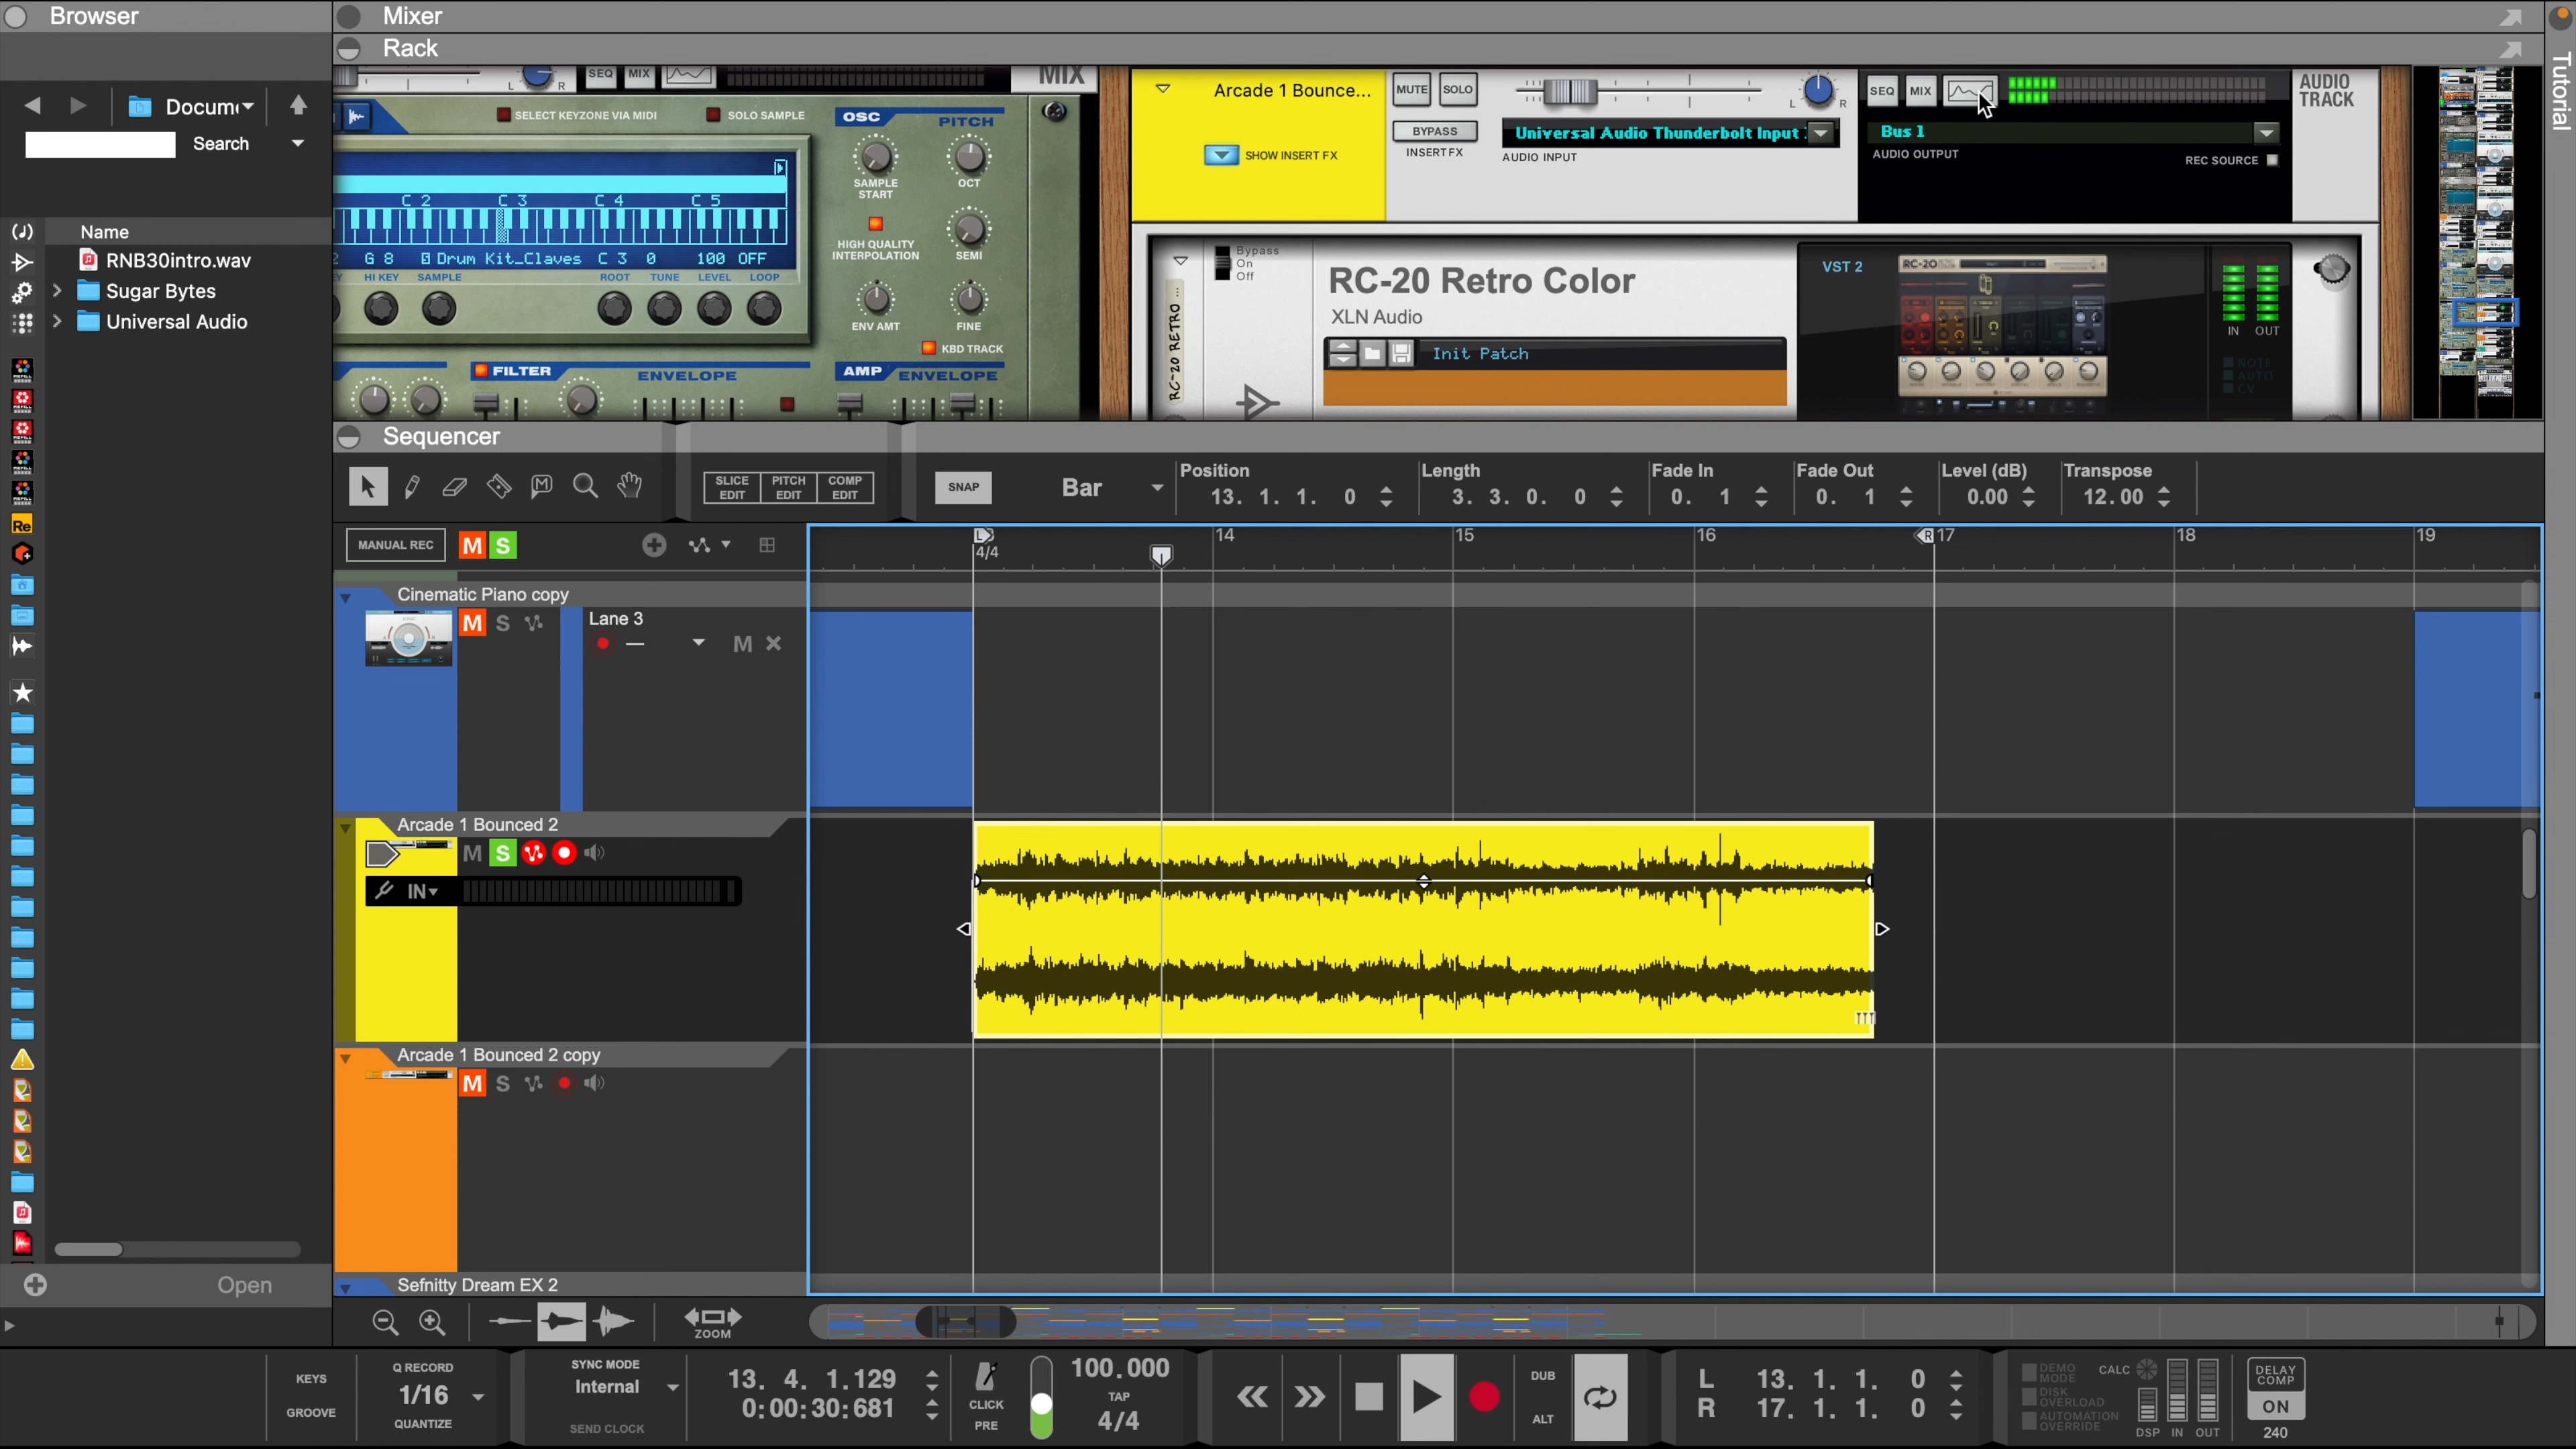 Browser
Mixer
Rack
Tutorial
Docum
Search
Name
RNB30intro.wav
Sugar Bytes
Universal Audio
Re
Open
L R
SEQ MIX
MIX
SELECT KEYZONE VIA MIDI
SOLO SAMPLE
OSC PITCH
SAMPLE START
OCT
C 2 C 3 C 4 C 5
HIGH QUALITY INTERPOLATION
SEMI
G 8 Drum Kit_Claves C 3 0 100 OFF
HI KEY SAMPLE ROOT TUNE LEVEL LOOP
ENV AMT
FINE
KBD TRACK
FILTER ENVELOPE
AMP ENVELOPE
Arcade 1 Bounce...
MUTE SOLO
L R
SEQ MIX
AUDIO TRACK
BYPASS
INSERT FX
Universal Audio Thunderbolt Input
AUDIO INPUT
Bus 1
AUDIO OUTPUT
SHOW INSERT FX
REC SOURCE
Bypass
On
Off
RC-20 RETRO ...
RC-20 Retro Color
XLN Audio
Init Patch
VST 2
RC-20
IN OUT
NOTE
AUTO
CV
Sequencer
SLICE EDIT
PITCH EDIT
COMP EDIT
SNAP
Bar
Position
13. 1. 1. 0
Length
3. 3. 0. 0
Fade In
0. 1
Fade Out
0. 1
Level (dB)
0.00
Transpose
12.00
MANUAL REC
M S
L
4/4
14 15 16 R 17 18 19
Cinematic Piano copy
M S
Lane 3
M
Arcade 1 Bounced 2
M S
IN
Arcade 1 Bounced 2 copy
M S
Sefnitty Dream EX 2
ZOOM
KEYS
GROOVE
Q RECORD
1/16
QUANTIZE
SYNC MODE
Internal
SEND CLOCK
13. 4. 1.129
0:00:30:681
CLICK
PRE
100.000
TAP
4/4
DUB
ALT
L 13. 1. 1. 0
R 17. 1. 1. 0
DEMO MODE
DISK OVERLOAD
AUTOMATION OVERRIDE
CALC
DSP IN OUT
DELAY COMP
ON
240